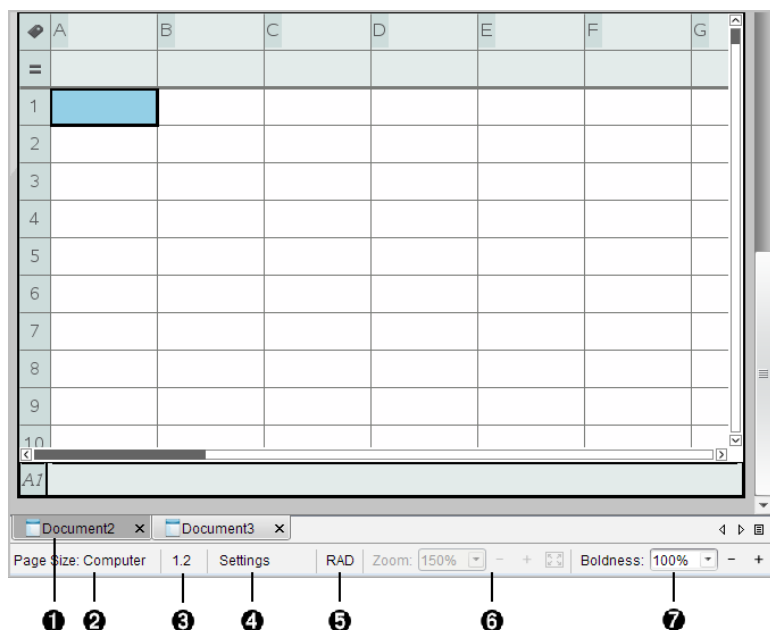 A B C D E F G
=
1
2
3
4
5
6
7
8
9
10
A1
Document2 × Document3 ×
Page Size: Computer 1.2 Settings RAD Zoom: 150% - + Boldness: 100% - +
1 2 3 4 5 6 7